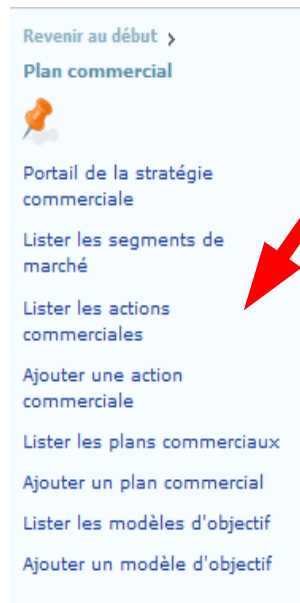 Revenir au début >
Plan commercial
Portail de la stratégie
commerciale
Lister les segments de
marché
Lister les actions
commerciales
Ajouter une action
commerciale
Lister les plans commerciaux
Ajouter un plan commercial
Lister les modèles d'objectif
Ajouter un modèle d'objectif